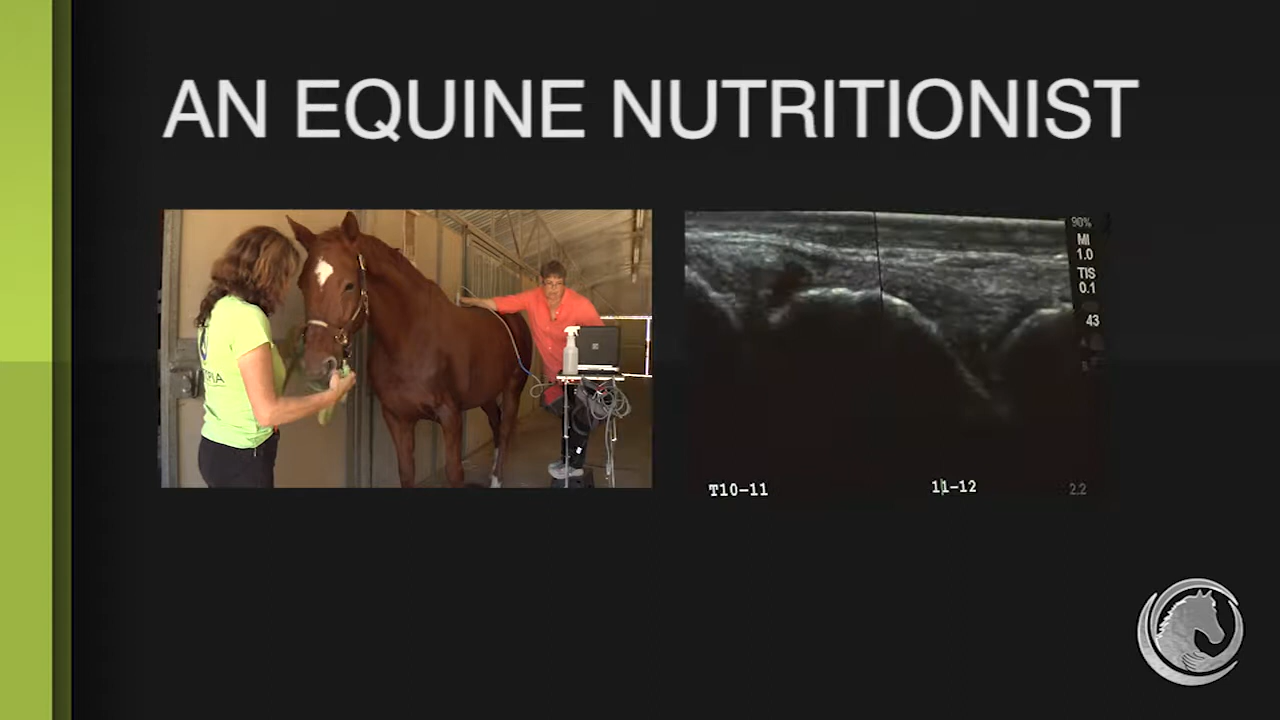 AN EQUINE NUTRITIONIST
90%
MI
1.0
TIS
0.1
43
T10-11
11-12
2.2